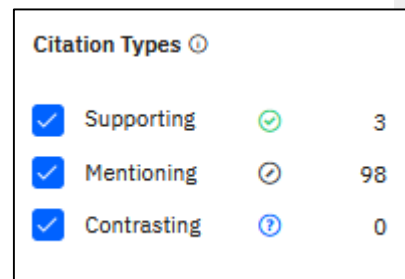 Citation Types
Supporting 3
Mentioning 98
Contrasting 0